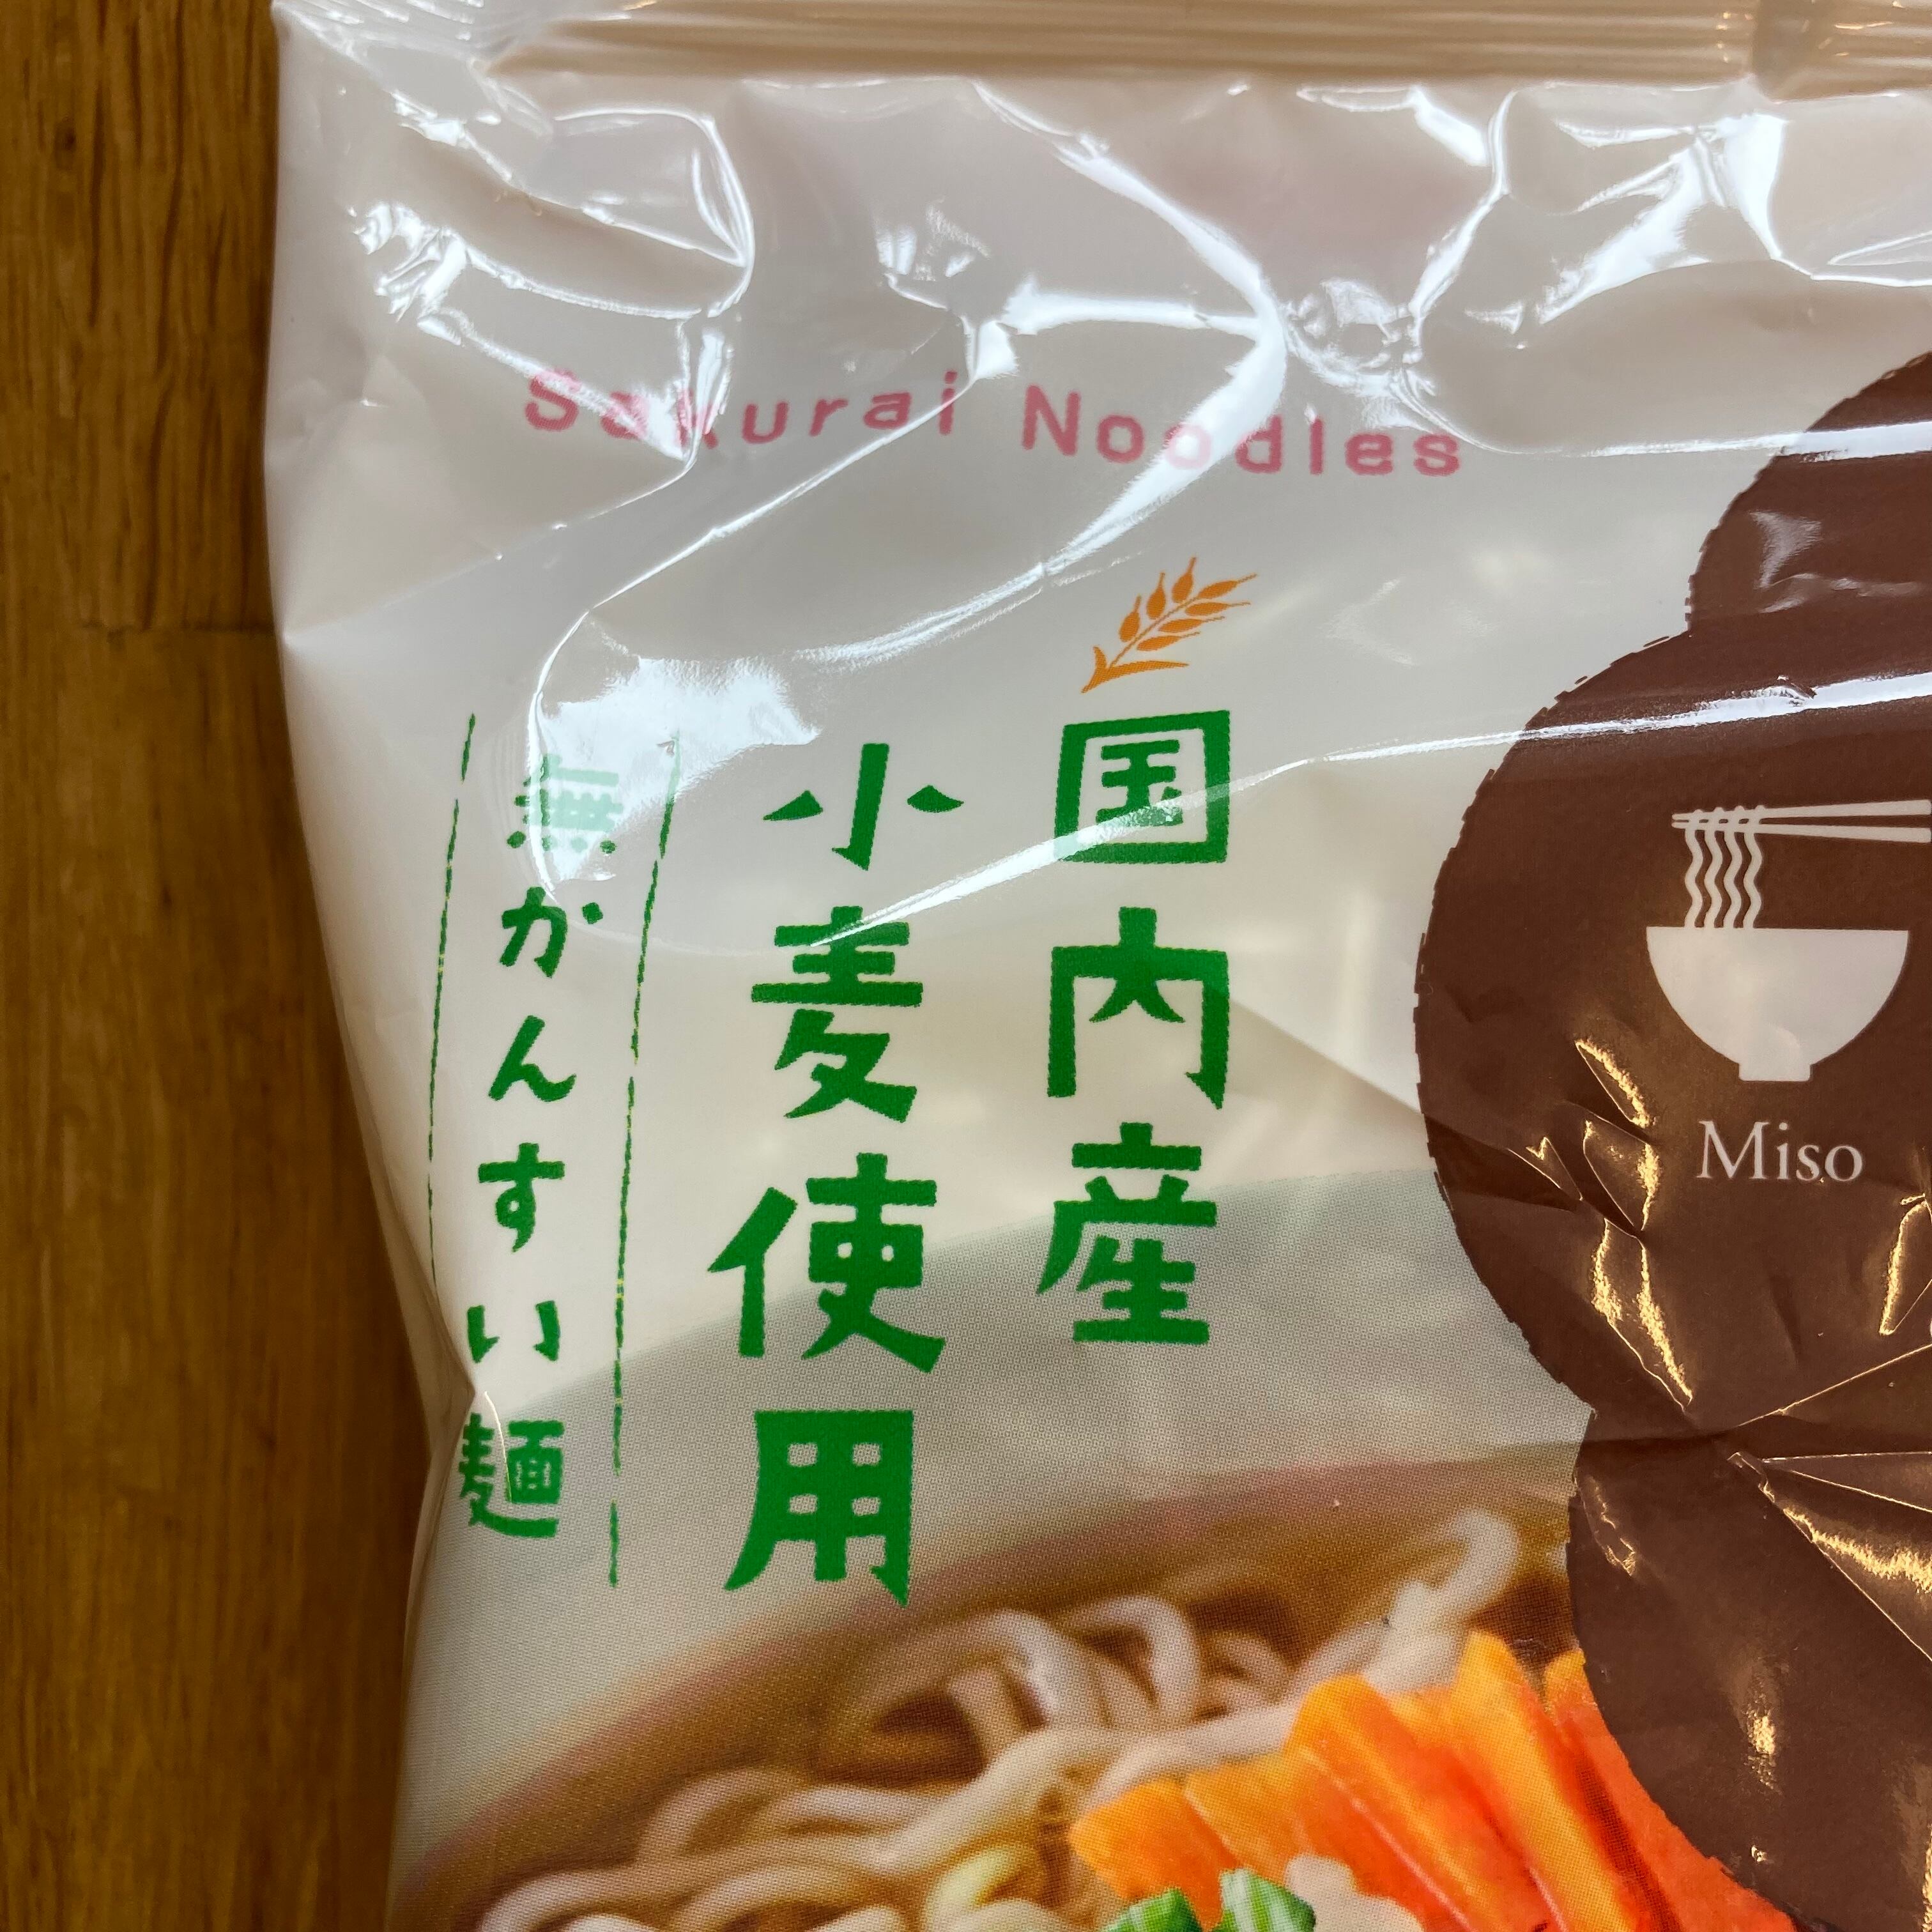 Sakurai Noodles
国内産
小麦使用
無かんすい麺
Miso